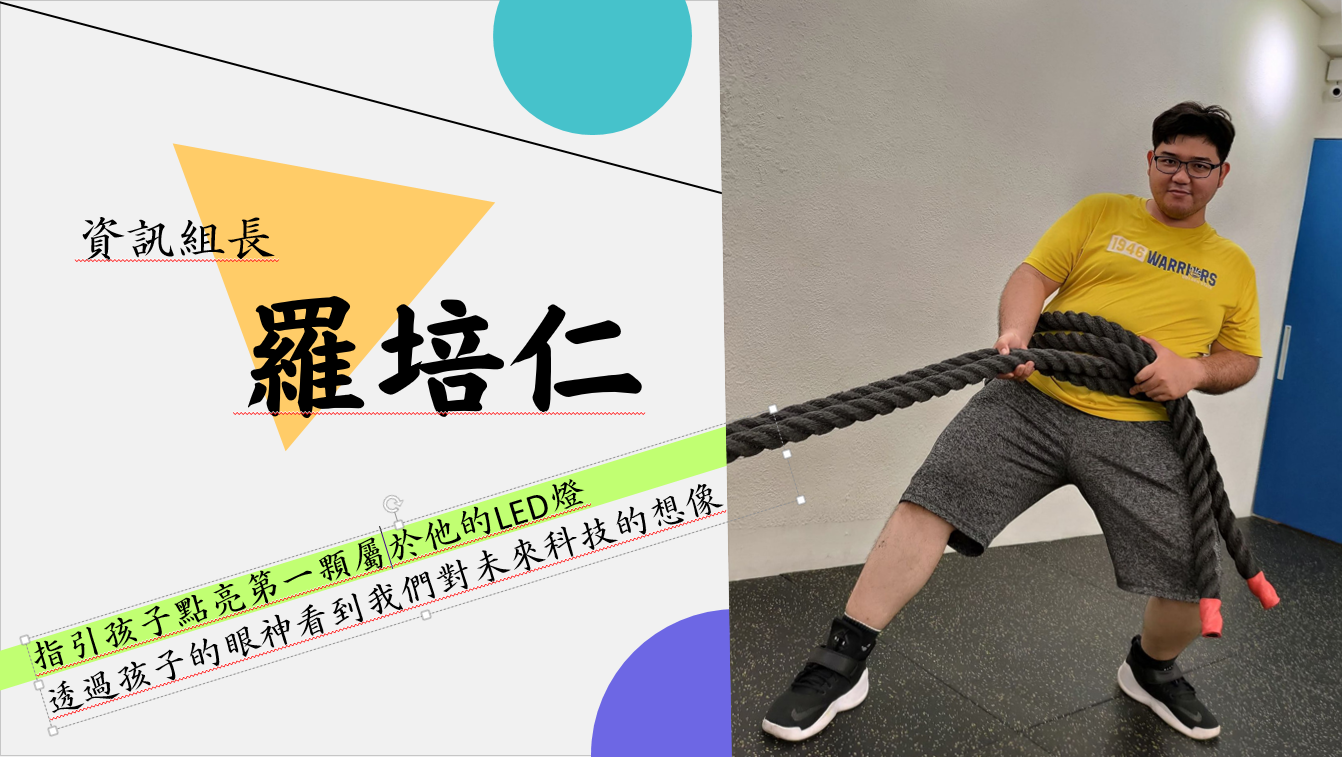 資訊組長
羅培仁
指引孩子點亮第一顆屬於他的LED燈
透過孩子的眼神看到我們對未來科技的想像
1946
WARRIORS